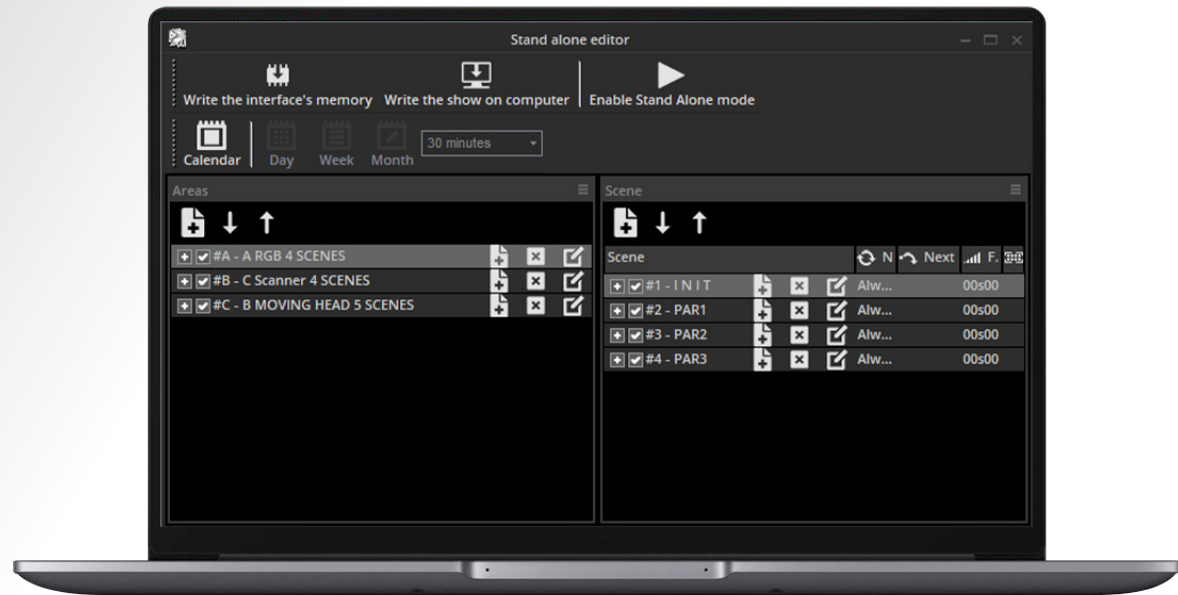 Stand alone editor
Write the interface's memory Write the show on computer Enable Stand Alone mode
Calendar Day Week Month 30 minutes
Areas
#A - A RGB 4 SCENES
#B - C Scanner 4 SCENES
#C - B MOVING HEAD 5 SCENES
Scene
Scene N Next F.
#1 - I N I T Alw... 00s00
#2 - PAR1 Alw... 00s00
#3 - PAR2 Alw... 00s00
#4 - PAR3 Alw... 00s00